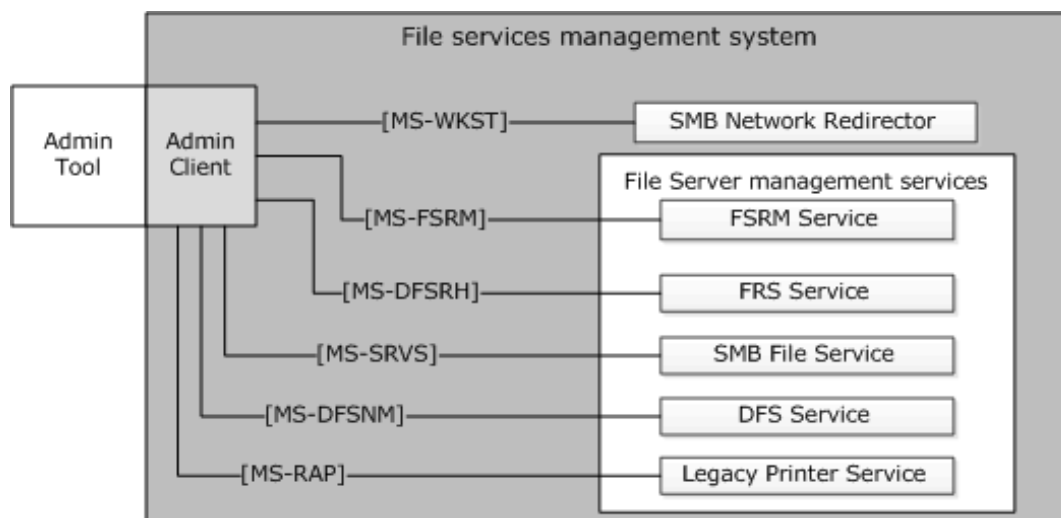 File services management system
Admin
Tool
Admin
Client
[MS-WKST]
SMB Network Redirector
File Server management services
[MS-FSRM]
FSRM Service
[MS-DFSRH]
FRS Service
[MS-SRVS]
SMB File Service
[MS-DFSNM]
DFS Service
[MS-RAP]
Legacy Printer Service